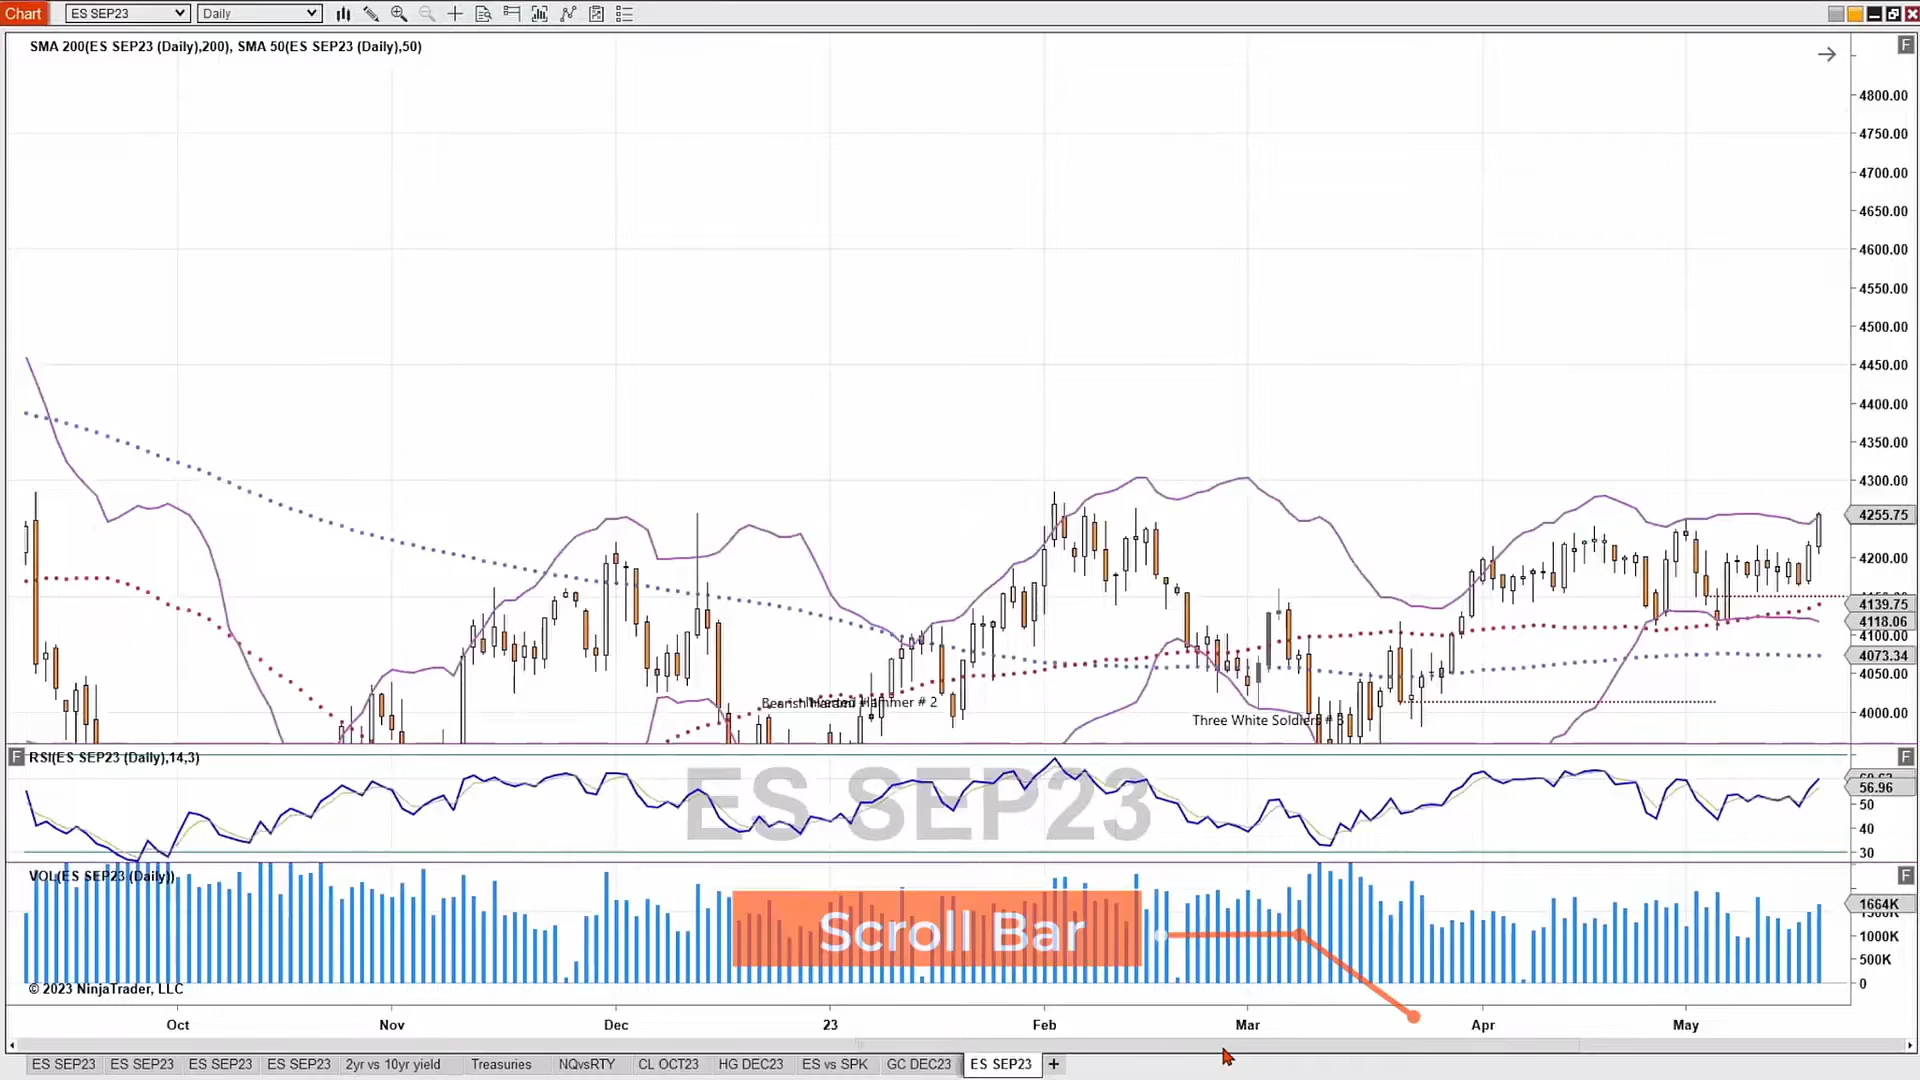 Chart ES SEP23 Daily
SMA 200(ES SEP23 (Daily),200), SMA 50(ES SEP23 (Daily),50)
F
4800.00
4750.00
4700.00
4650.00
4600.00
4550.00
4500.00
4450.00
4400.00
4350.00
4300.00
4255.75
4200.00
4139.75
4118.06
4100.00
4073.34
4050.00
4000.00
Bearish Harami # 1
Hammer # 2
Three White Soldiers # 3
F RSI(ES SEP23 (Daily),14,3) F
ES SEP23
56.96
50
40
30
VOL(ES SEP23 (Daily)) F
1664K
1000K
500K
0
Scroll Bar
© 2023 NinjaTrader, LLC
Oct Nov Dec 23 Feb Mar Apr May
ES SEP23 ES SEP23 ES SEP23 ES SEP23 2yr vs 10yr yield Treasuries NQvsRTY CL OCT23 HG DEC23 ES vs SPK GC DEC23 ES SEP23 +